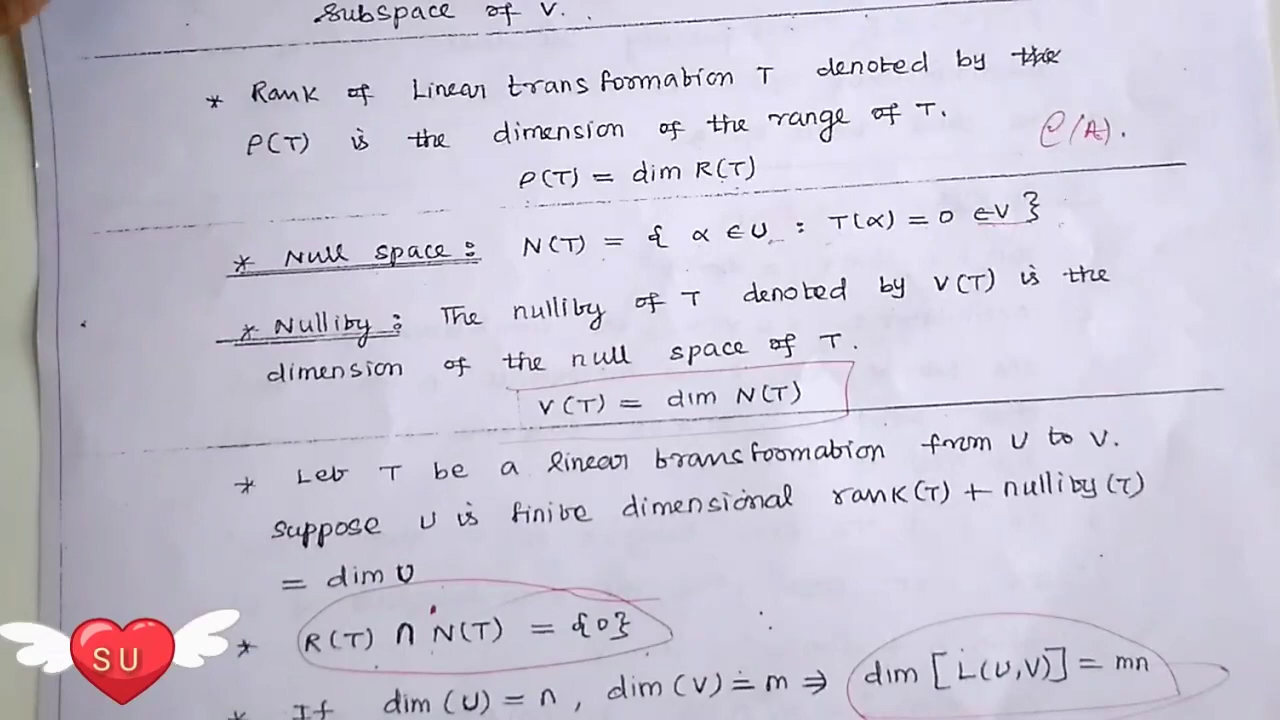 Subspace of V.
* Rank of Linear transformation T denoted by the
ρ(T) is the dimension of the range of T.
ρ(A).
ρ(T) = dim R(T)
* Null space: N(T) = { α ∈ U : T(α) = 0 ∈ V }
* Nullity: The nullity of T denoted by V(T) is the
dimension of the null space of T.
V(T) = dim N(T)
* Let T be a linear transformation from U to V.
Suppose U is finite dimensional rank(T) + nullity(T)
= dim U
* R(T) ∩ N(T) = {0}
* If dim(U) = n, dim(V) = m ⇒ dim [L(U,V)] = mn
SU